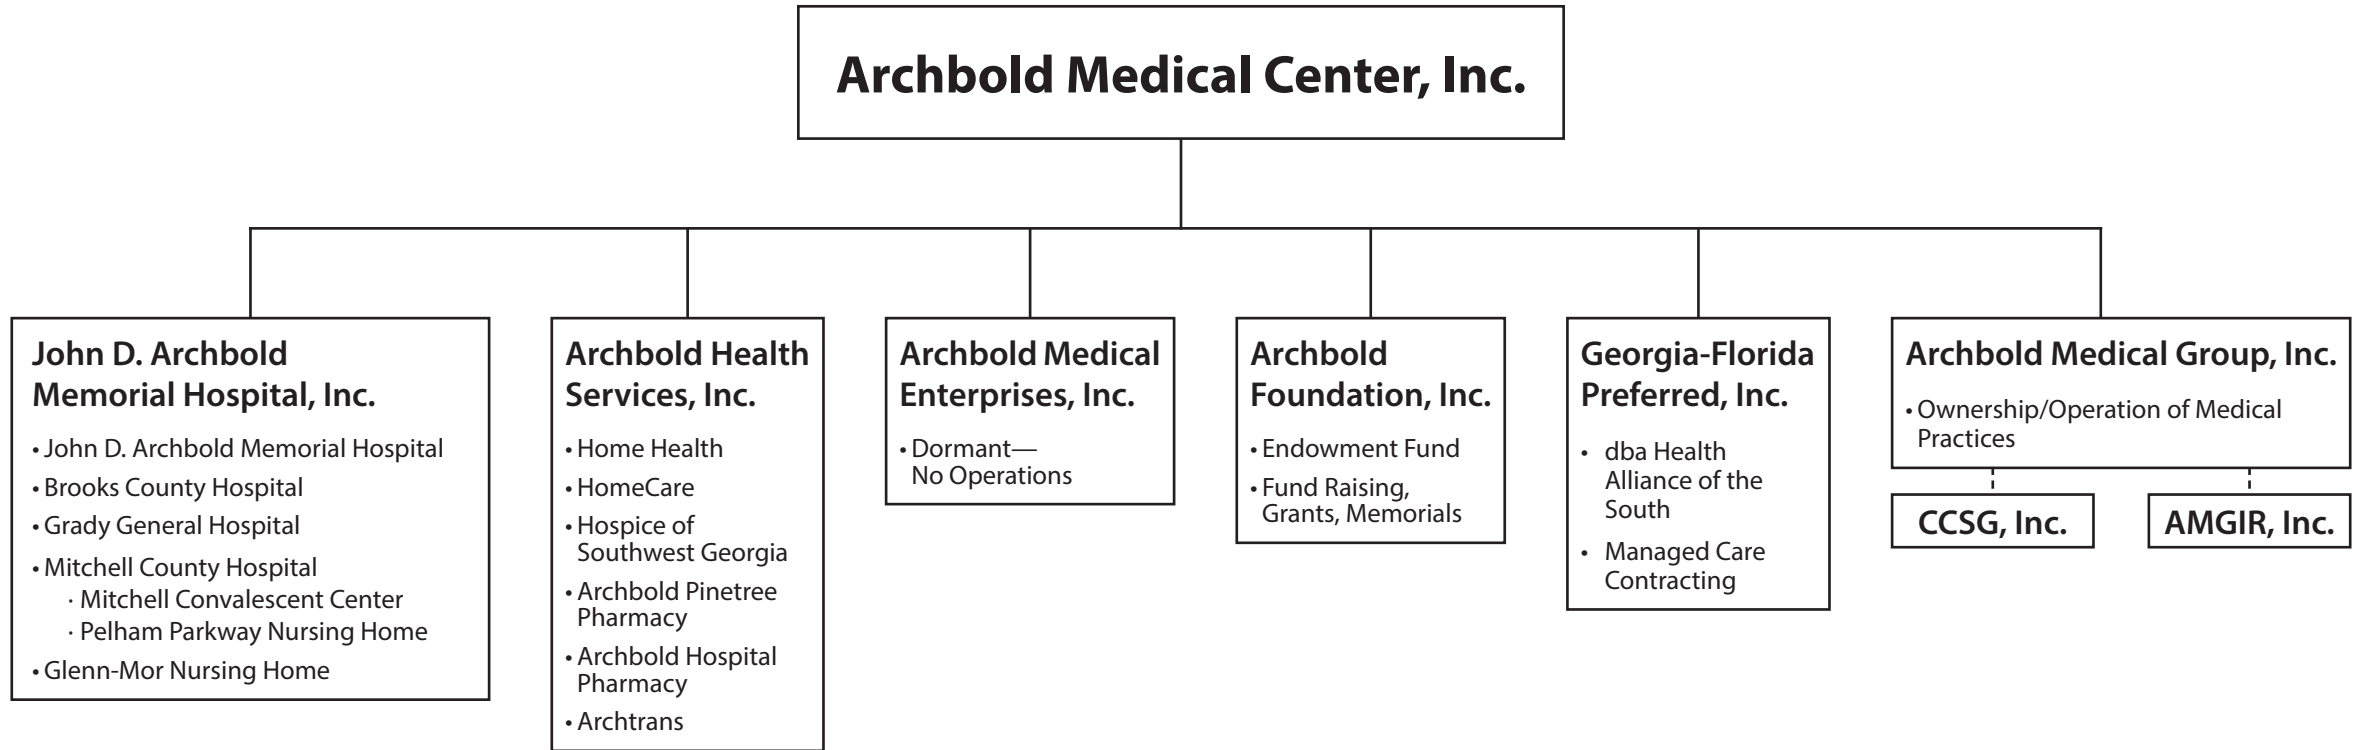 Archbold Medical Center, Inc.
John D. Archbold
Memorial Hospital, Inc.
• John D. Archbold Memorial Hospital
• Brooks County Hospital
• Grady General Hospital
• Mitchell County Hospital
· Mitchell Convalescent Center
· Pelham Parkway Nursing Home
• Glenn-Mor Nursing Home
Archbold Health
Services, Inc.
• Home Health
• HomeCare
• Hospice of
Southwest Georgia
• Archbold Pinetree
Pharmacy
• Archbold Hospital
Pharmacy
• Archtrans
Archbold Medical
Enterprises, Inc.
• Dormant—
No Operations
Archbold
Foundation, Inc.
• Endowment Fund
• Fund Raising,
Grants, Memorials
Georgia-Florida
Preferred, Inc.
• dba Health
Alliance of the
South
• Managed Care
Contracting
Archbold Medical Group, Inc.
• Ownership/Operation of Medical
Practices
CCSG, Inc.
AMGIR, Inc.